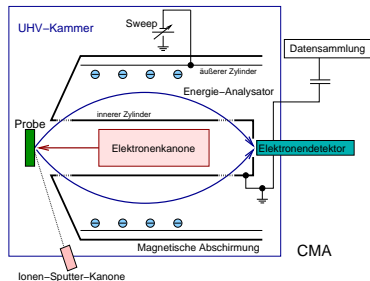 UHV-Kammer
Sweep
Datensammlung
äußerer Zylinder
Energie-Analysator
innerer Zylinder
Probe
Elektronenkanone
Elektronendetektor
Magnetische Abschirmung
CMA
Ionen-Sputter-Kanone